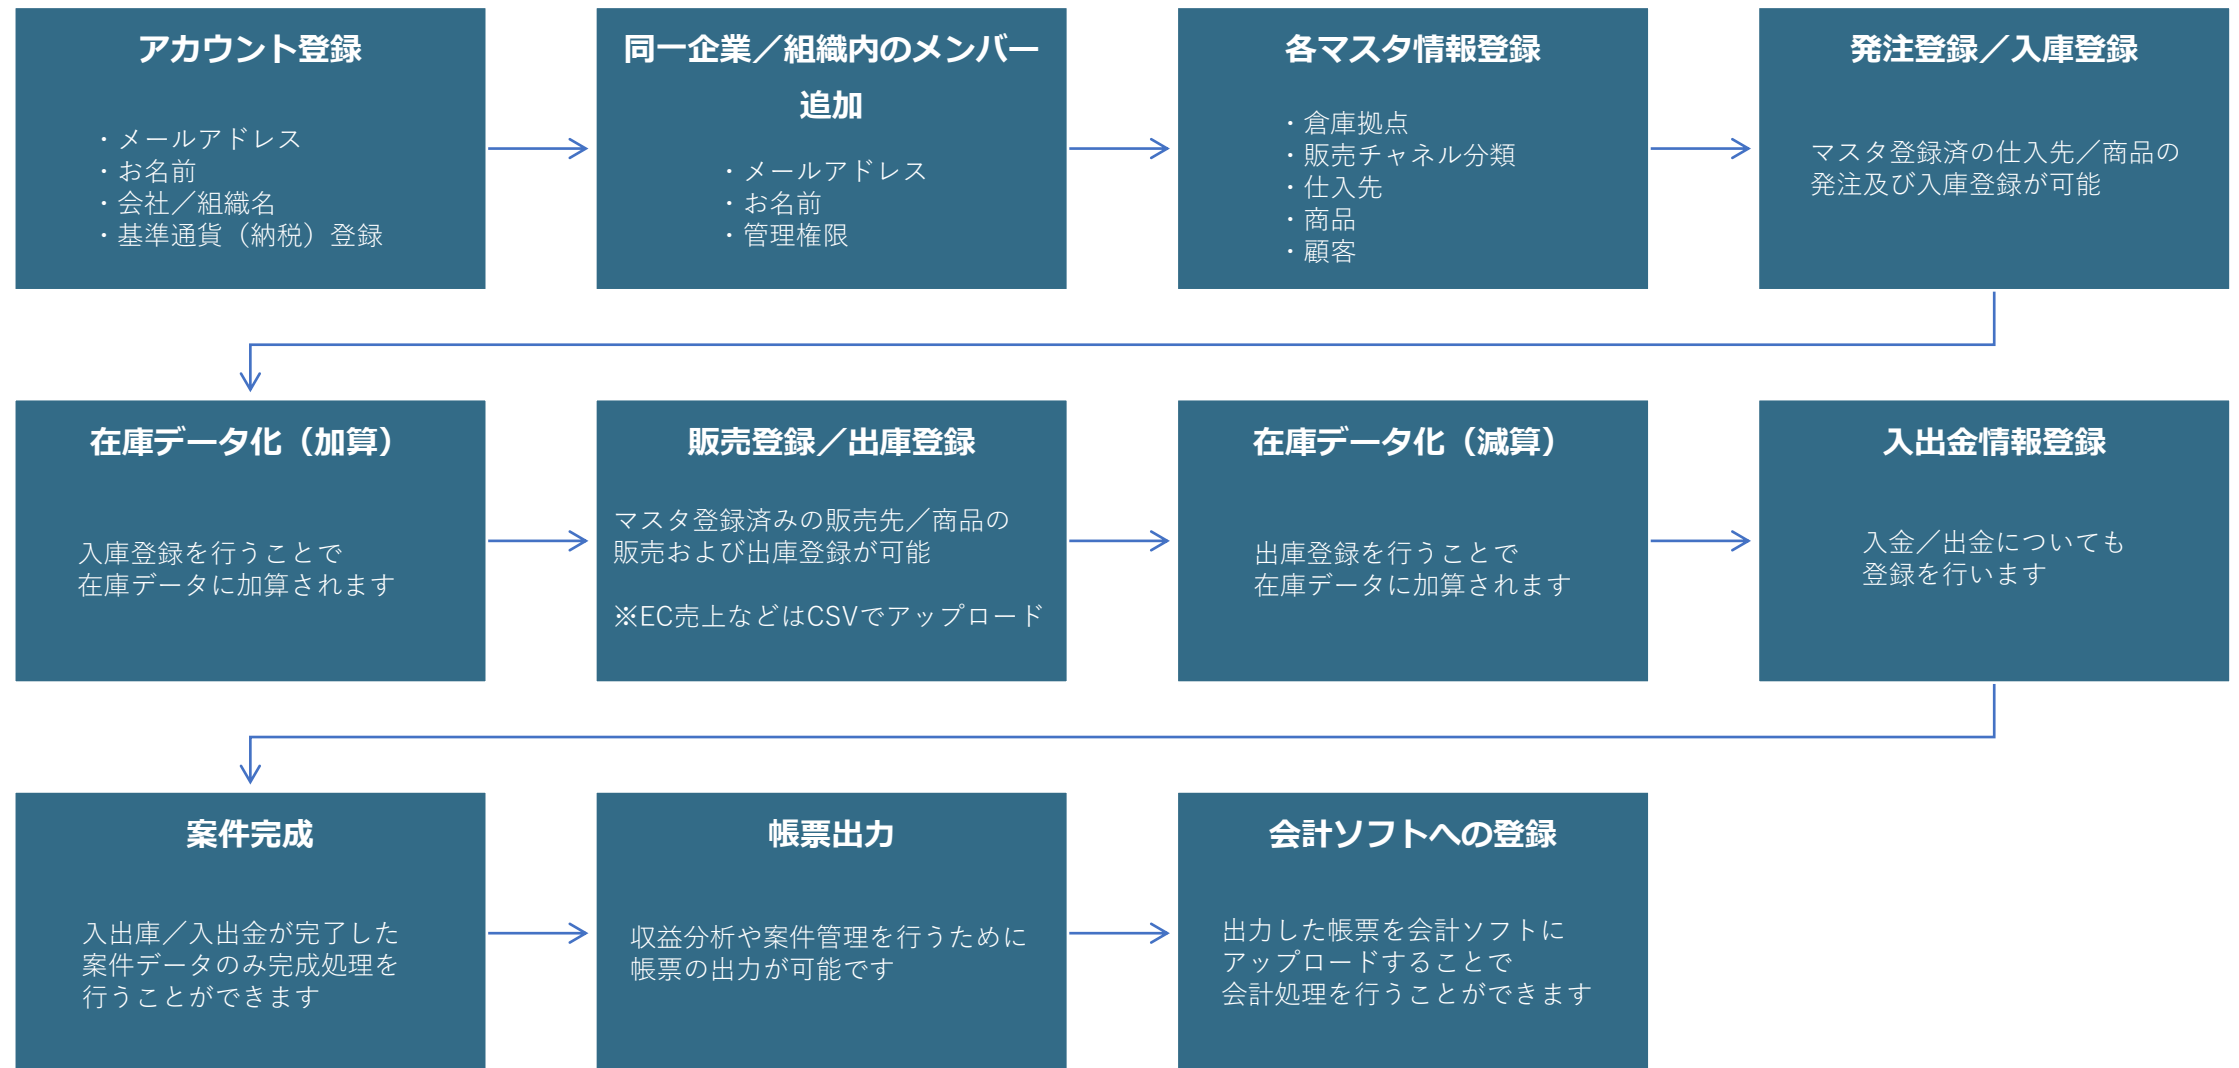 アカウント登録
・メールアドレス
・お名前
・会社／組織名
・基準通貨（納税）登録
同一企業／組織内のメンバー
追加
・メールアドレス
・お名前
・管理権限
各マスタ情報登録
・倉庫拠点
・販売チャネル分類
・仕入先
・商品
・顧客
発注登録／入庫登録
マスタ登録済の仕入先／商品の
発注及び入庫登録が可能
在庫データ化（加算）
入庫登録を行うことで
在庫データに加算されます
販売登録／出庫登録
マスタ登録済みの販売先／商品の
販売および出庫登録が可能
※EC売上などはCSVでアップロード
在庫データ化（減算）
出庫登録を行うことで
在庫データに加算されます
入出金情報登録
入金／出金についても
登録を行います
案件完成
入出庫／入出金が完了した
案件データのみ完成処理を
行うことができます
帳票出力
収益分析や案件管理を行うために
帳票の出力が可能です
会計ソフトへの登録
出力した帳票を会計ソフトに
アップロードすることで
会計処理を行うことができます